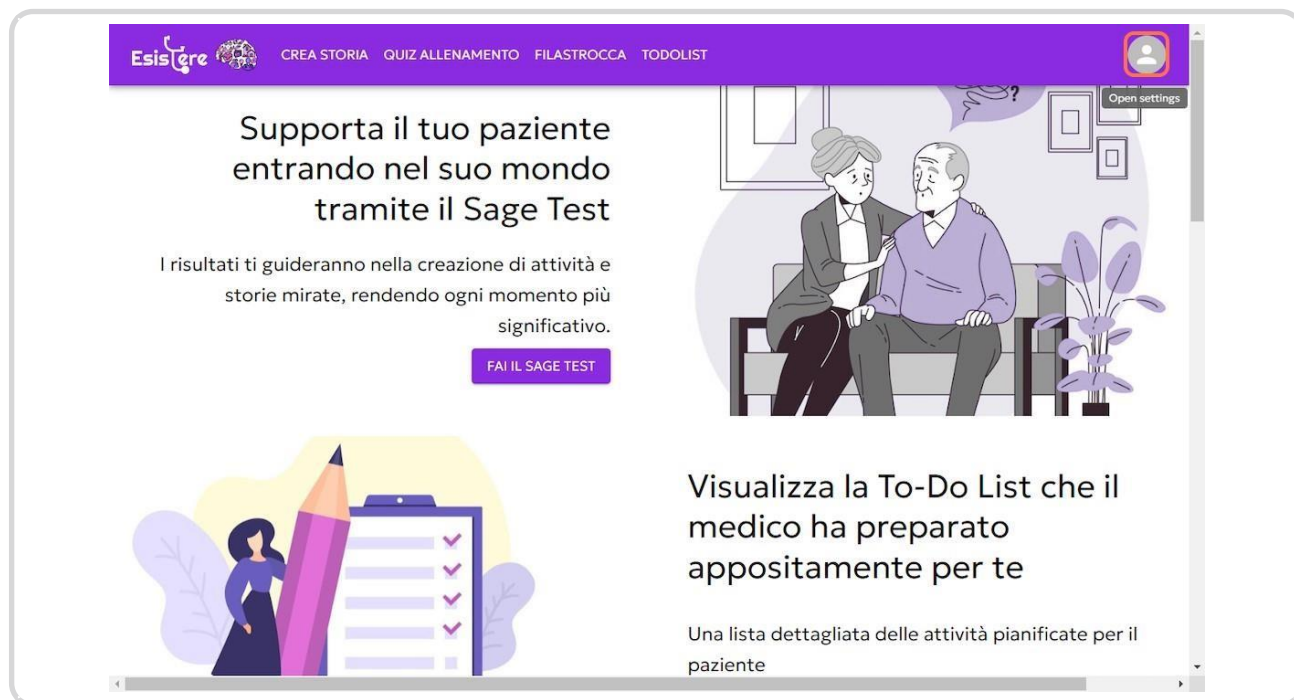 Esistere
CREA STORIA QUIZ ALLENAMENTO FILASTROCCA TODOLIST
Open settings
?
Supporta il tuo paziente
entrando nel suo mondo
tramite il Sage Test
I risultati ti guideranno nella creazione di attività e
storie mirate, rendendo ogni momento più
significativo.
FAI IL SAGE TEST
Visualizza la To-Do List che il
medico ha preparato
appositamente per te
Una lista dettagliata delle attività pianificate per il
paziente